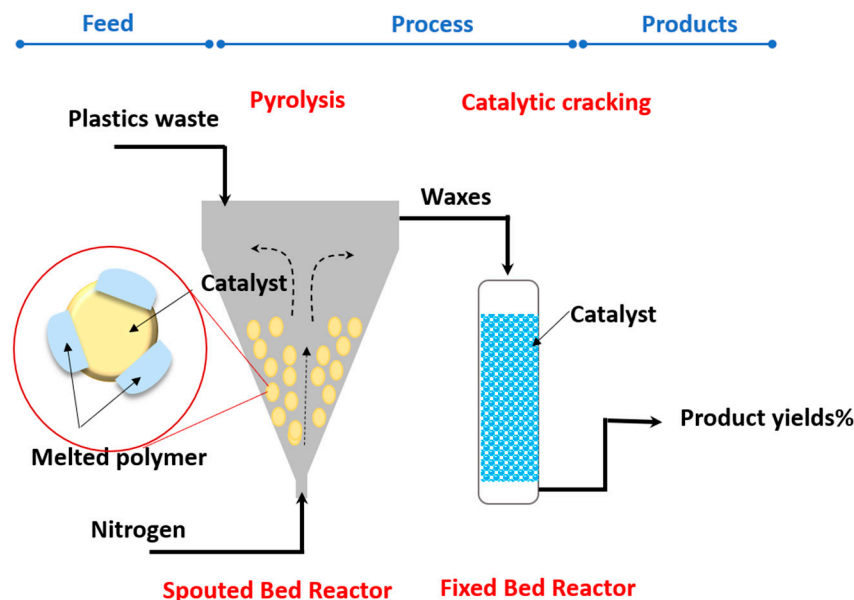 Feed
Process
Products
Pyrolysis
Catalytic cracking
Plastics waste
Waxes
Catalyst
Catalyst
Product yields%
Melted polymer
Nitrogen
Spouted Bed Reactor
Fixed Bed Reactor